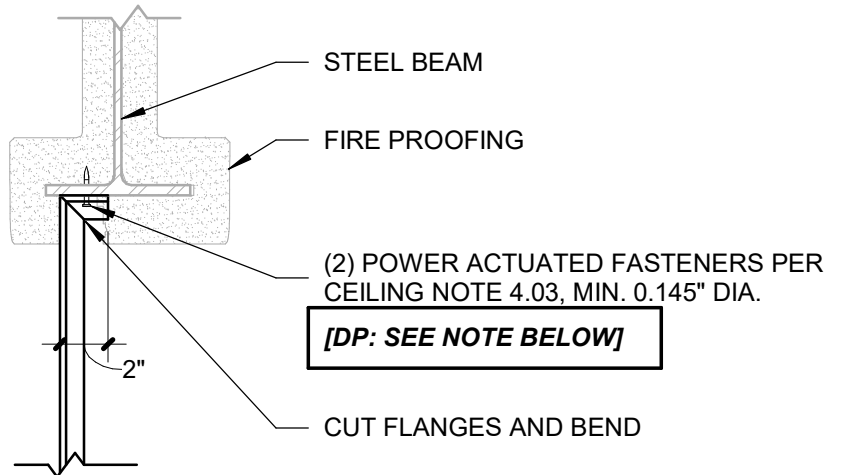 STEEL BEAM
FIRE PROOFING
(2) POWER ACTUATED FASTENERS PER
CEILING NOTE 4.03, MIN. 0.145" DIA.
[DP: SEE NOTE BELOW]
2"
CUT FLANGES AND BEND